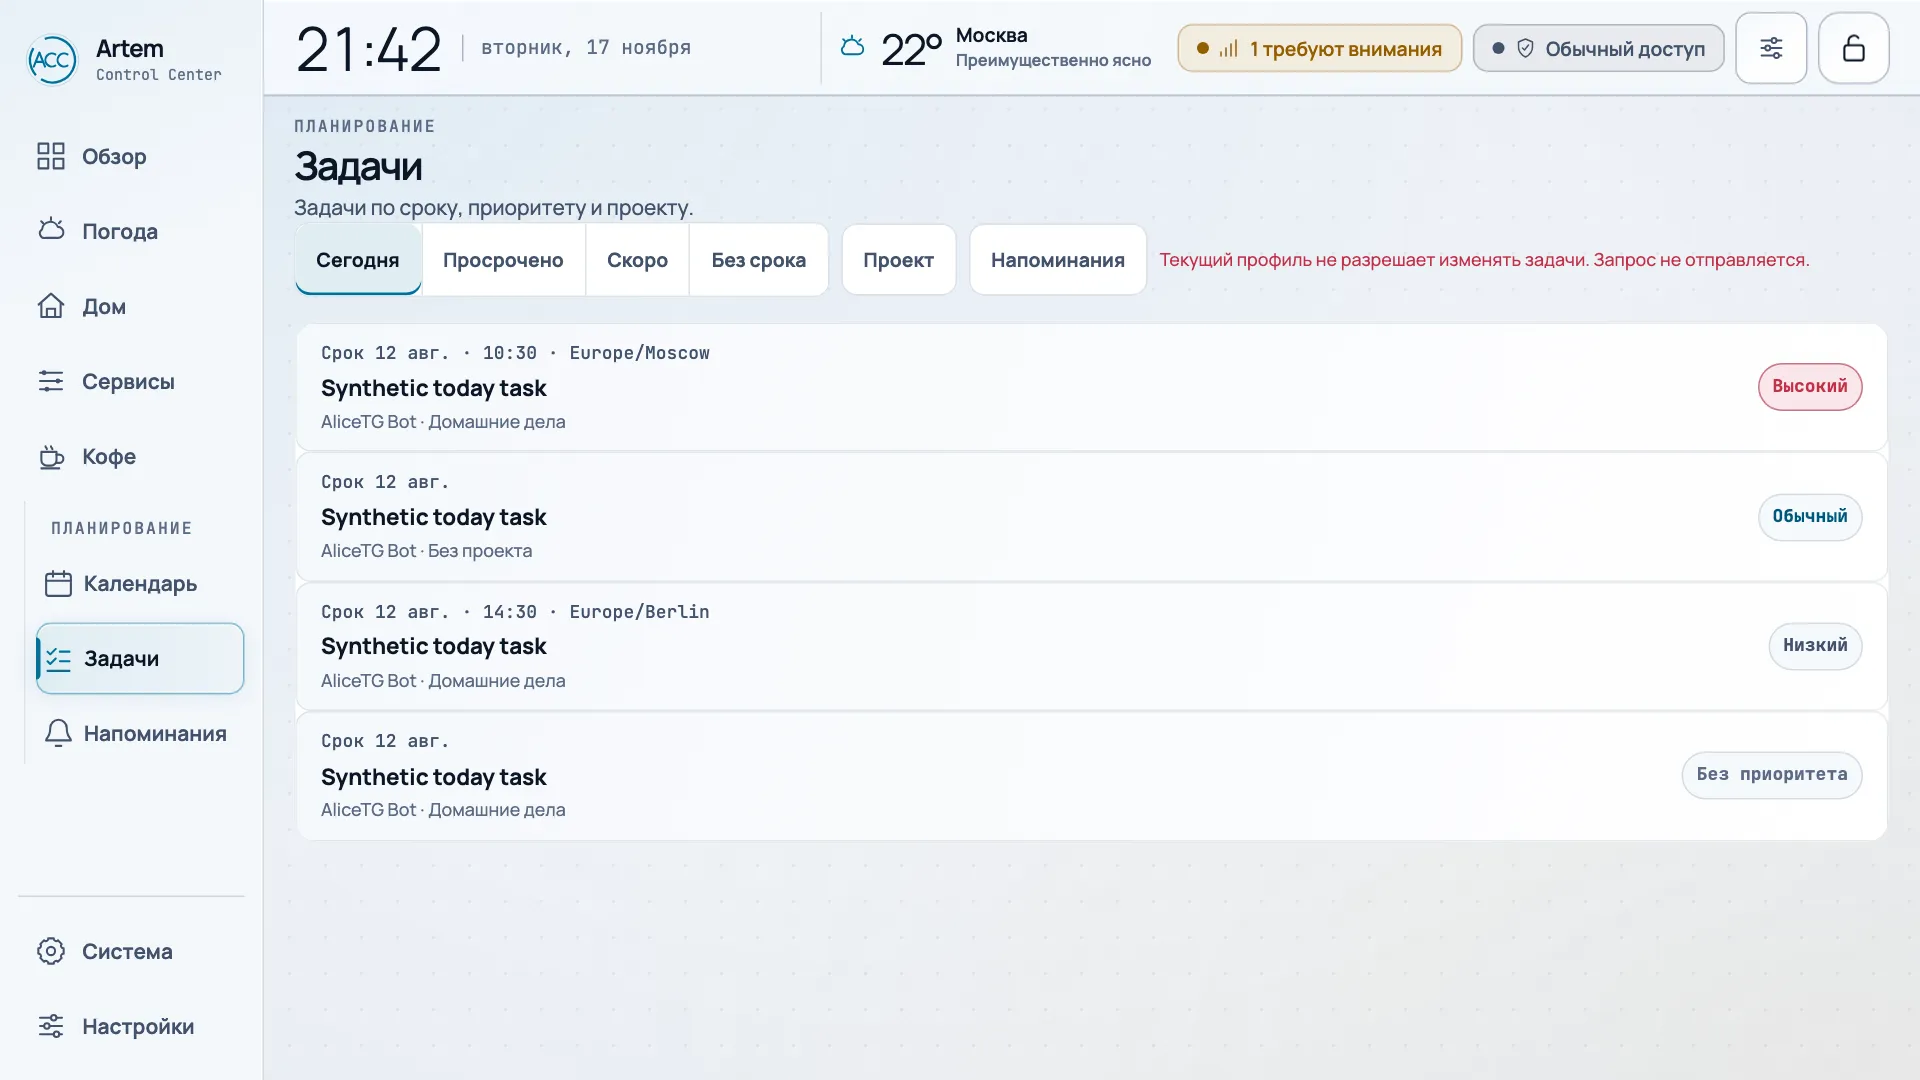 ACC
Artem
Control Center
Обзор
Погода
Дом
Сервисы
Кофе
ПЛАНИРОВАНИЕ
Календарь
Задачи
Напоминания
Система
Настройки
21:42
вторник, 17 ноября
22°
Москва
Преимущественно ясно
1 требуют внимания
Обычный доступ
ПЛАНИРОВАНИЕ
Задачи
Задачи по сроку, приоритету и проекту.
Сегодня
Просрочено
Скоро
Без срока
Проект
Напоминания
Текущий профиль не разрешает изменять задачи. Запрос не отправляется.
Срок 12 авг. · 10:30 · Europe/Moscow
Synthetic today task
AliceTG Bot · Домашние дела
Высокий
Срок 12 авг.
Synthetic today task
AliceTG Bot · Без проекта
Обычный
Срок 12 авг. · 14:30 · Europe/Berlin
Synthetic today task
AliceTG Bot · Домашние дела
Низкий
Срок 12 авг.
Synthetic today task
AliceTG Bot · Домашние дела
Без приоритета